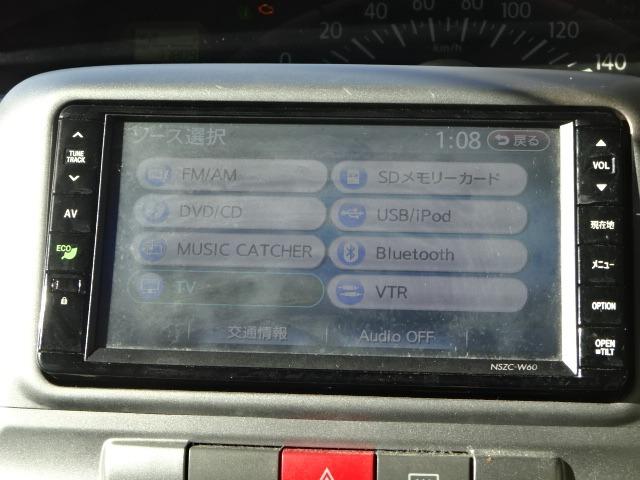 20 40 60 80 100 120 140
0
km/h
ソース選択 1:08 戻る
TUNE TRACK
AV
ECO
FM/AM SDメモリーカード
DVD/CD USB/iPod
MUSIC CATCHER Bluetooth
TV VTR
交通情報 Audio OFF
VOL
現在地
メニュー
OPTION
OPEN
TILT
NSZC-W60